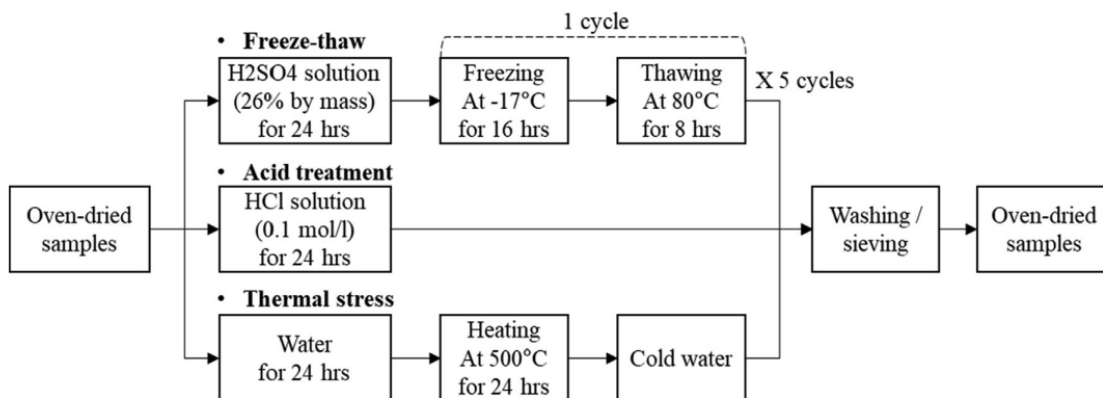 1 cycle
• Freeze-thaw
H2SO4 solution
(26% by mass)
for 24 hrs
Freezing
At -17°C
for 16 hrs
Thawing
At 80°C
for 8 hrs
X 5 cycles
Oven-dried
samples
• Acid treatment
HCl solution
(0.1 mol/l)
for 24 hrs
Washing /
sieving
Oven-dried
samples
• Thermal stress
Water
for 24 hrs
Heating
At 500°C
for 24 hrs
Cold water